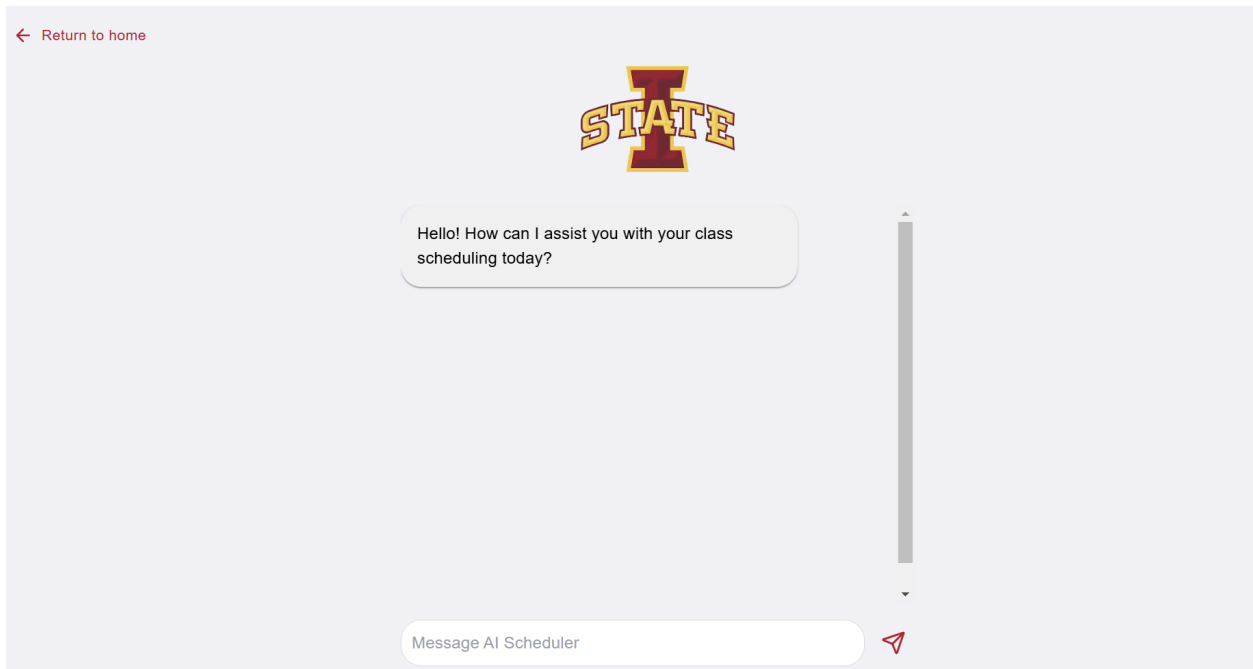 Return to home
STATE
Hello! How can I assist you with your class
scheduling today?
Message AI Scheduler